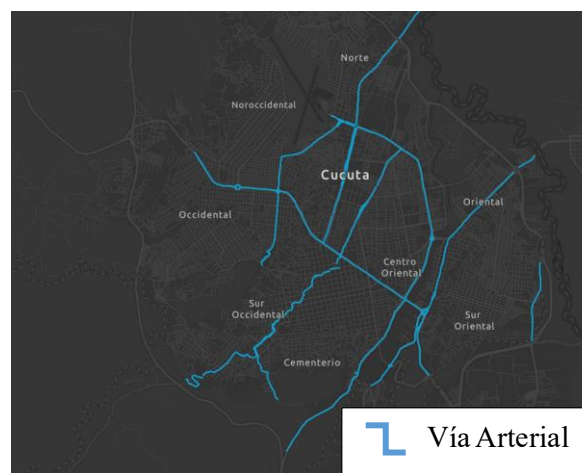 Norte
Noroccidental
Cucuta
Occidental
Oriental
Centro
Oriental
Sur
Occidental
Sur
Oriental
Cementerio
Vía Arterial